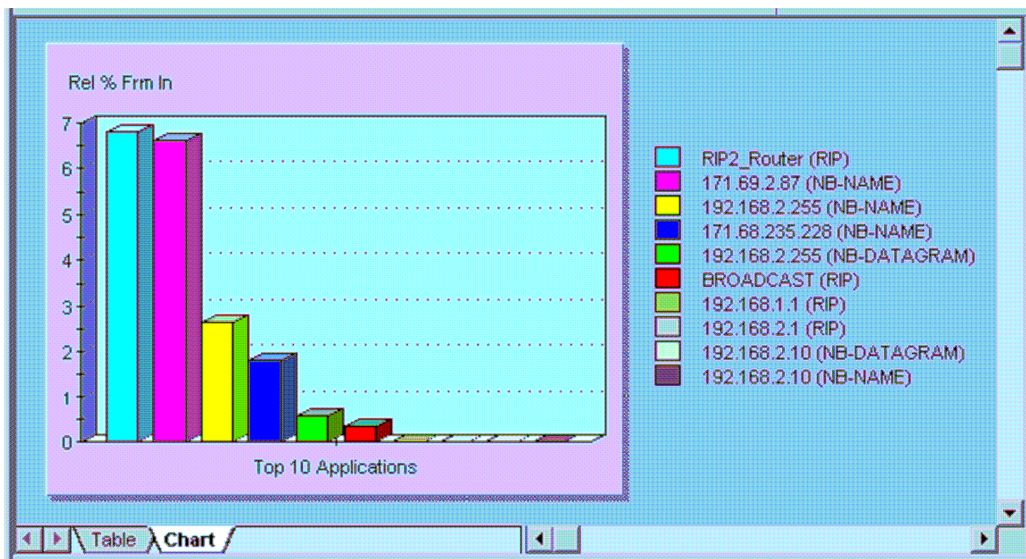 Rel % Frm In
7
6
5
4
3
2
1
0
Top 10 Applications
RIP2_Router (RIP)
171.69.2.87 (NB-NAME)
192.168.2.255 (NB-NAME)
171.68.235.228 (NB-NAME)
192.168.2.255 (NB-DATAGRAM)
BROADCAST (RIP)
192.168.1.1 (RIP)
192.168.2.1 (RIP)
192.168.2.10 (NB-DATAGRAM)
192.168.2.10 (NB-NAME)
Table Chart